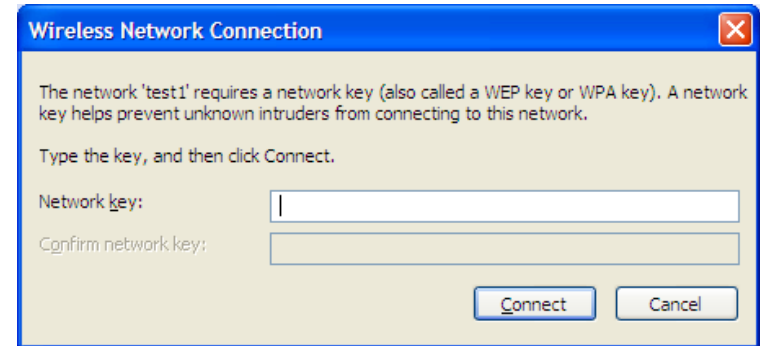 Wireless Network Connection
The network 'test1' requires a network key (also called a WEP key or WPA key). A network
key helps prevent unknown intruders from connecting to this network.
Type the key, and then click Connect.
Network key:
Confirm network key:
Connect Cancel